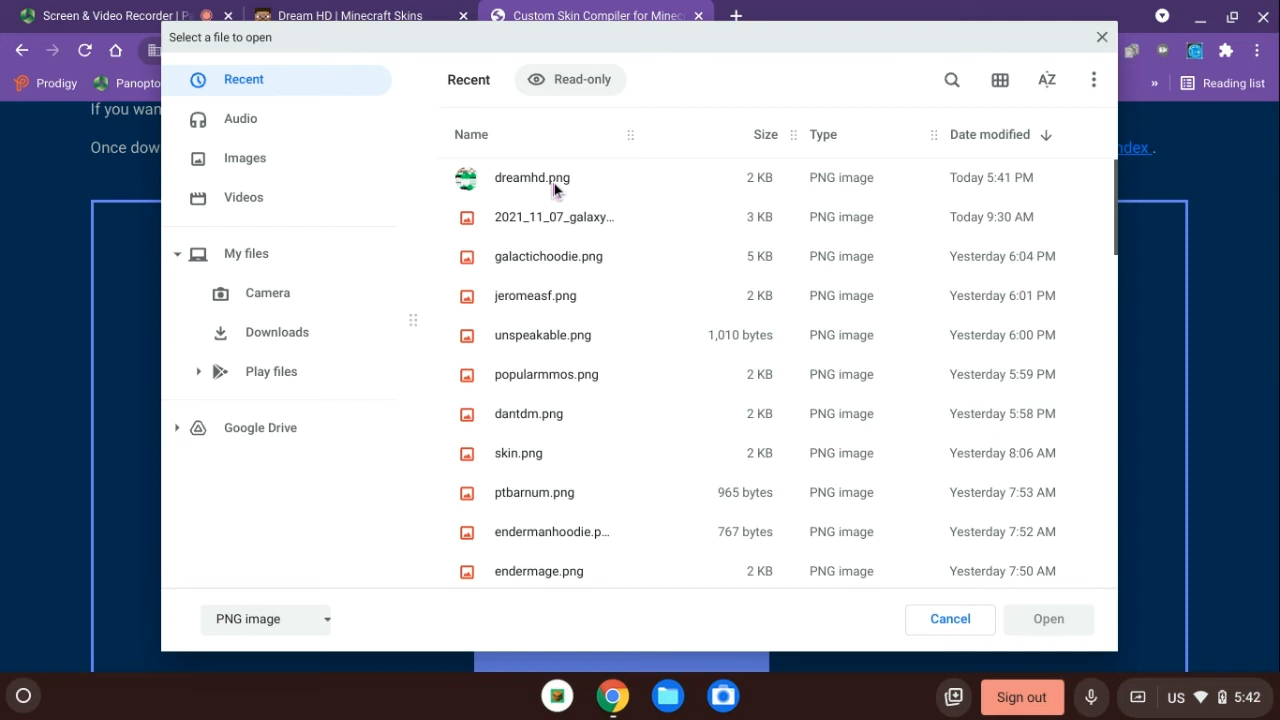 Screen & Video Recorder | Pa
Dream HD | Minecraft Skins
Custom Skin Compiler for Minec
Prodigy
Panopto
»
Reading list
If you wan
Once dow
ndex .
Select a file to open
Recent
Audio
Images
Videos
My files
Camera
Downloads
Play files
Google Drive
Recent
Read-only
Name Size Type Date modified
dreamhd.png 2 KB PNG image Today 5:41 PM
2021_11_07_galaxy... 3 KB PNG image Today 9:30 AM
galactichoodie.png 5 KB PNG image Yesterday 6:04 PM
jeromeasf.png 2 KB PNG image Yesterday 6:01 PM
unspeakable.png 1,010 bytes PNG image Yesterday 6:00 PM
popularmmos.png 2 KB PNG image Yesterday 5:59 PM
dantdm.png 2 KB PNG image Yesterday 5:58 PM
skin.png 2 KB PNG image Yesterday 8:06 AM
ptbarnum.png 965 bytes PNG image Yesterday 7:53 AM
endermanhoodie.p... 767 bytes PNG image Yesterday 7:52 AM
endermage.png 2 KB PNG image Yesterday 7:50 AM
PNG image
Cancel
Open
Sign out
US
5:42